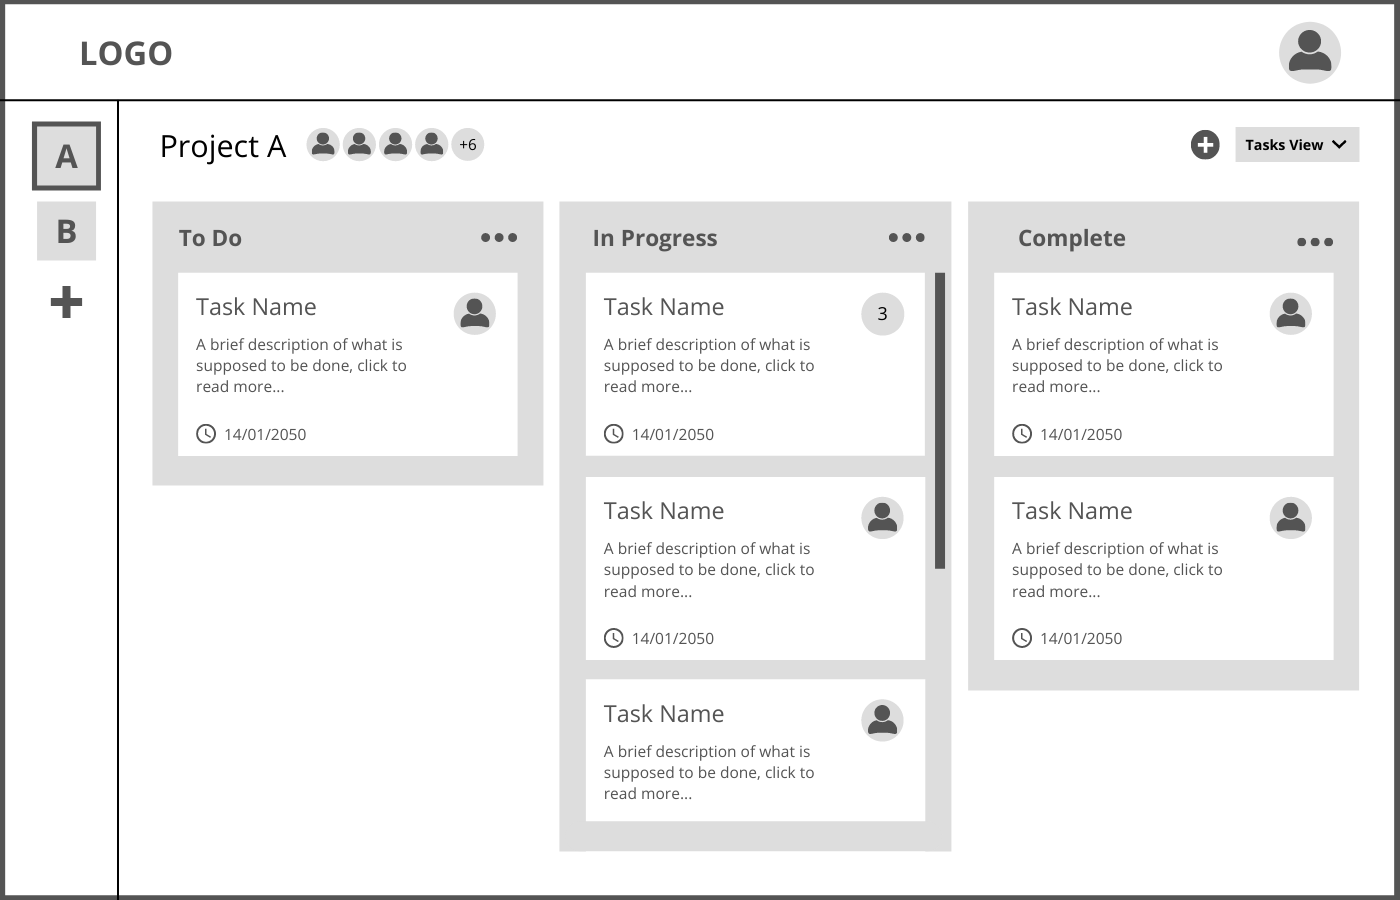 LOGO
A
B
Project A
+6
Tasks View
To Do
Task Name
A brief description of what is
supposed to be done, click to
read more...
14/01/2050
In Progress
Task Name
3
A brief description of what is
supposed to be done, click to
read more...
14/01/2050
Task Name
A brief description of what is
supposed to be done, click to
read more...
14/01/2050
Task Name
A brief description of what is
supposed to be done, click to
read more...
Complete
Task Name
A brief description of what is
supposed to be done, click to
read more...
14/01/2050
Task Name
A brief description of what is
supposed to be done, click to
read more...
14/01/2050